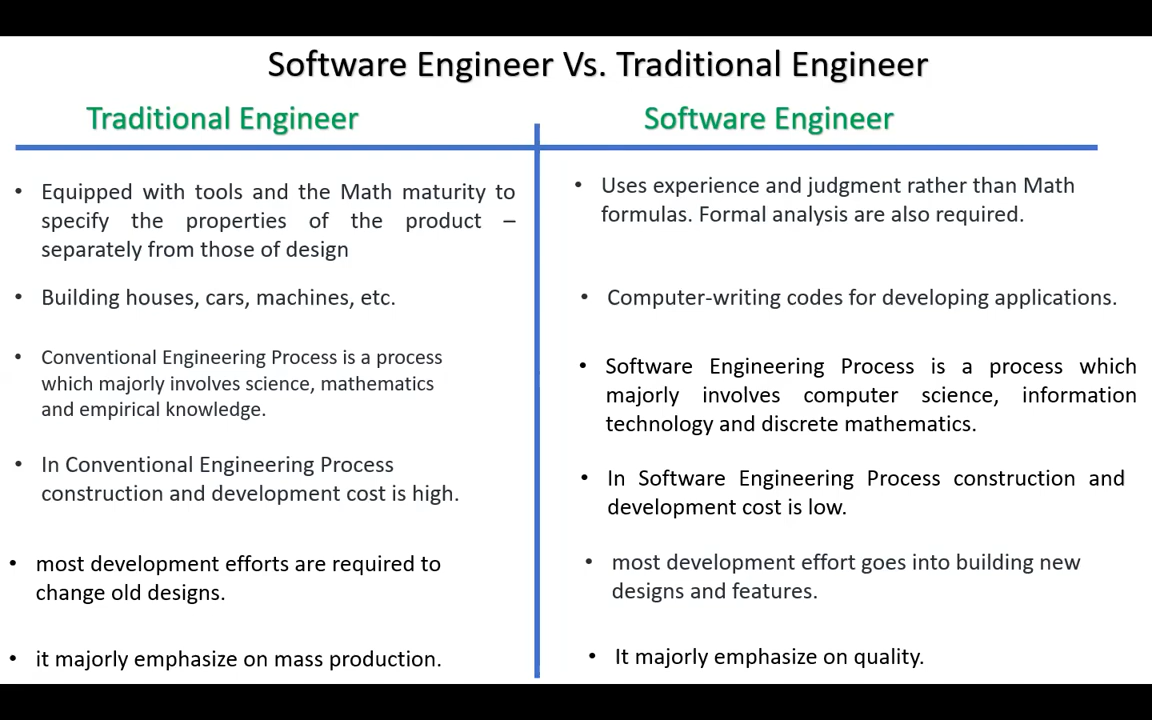 Software Engineer Vs. Traditional Engineer
Traditional Engineer
• Equipped with tools and the Math maturity to
specify the properties of the product –
separately from those of design
• Building houses, cars, machines, etc.
• Conventional Engineering Process is a process
which majorly involves science, mathematics
and empirical knowledge.
• In Conventional Engineering Process
construction and development cost is high.
• most development efforts are required to
change old designs.
• it majorly emphasize on mass production.
Software Engineer
• Uses experience and judgment rather than Math
formulas. Formal analysis are also required.
• Computer-writing codes for developing applications.
• Software Engineering Process is a process which
majorly involves computer science, information
technology and discrete mathematics.
• In Software Engineering Process construction and
development cost is low.
• most development effort goes into building new
designs and features.
• It majorly emphasize on quality.